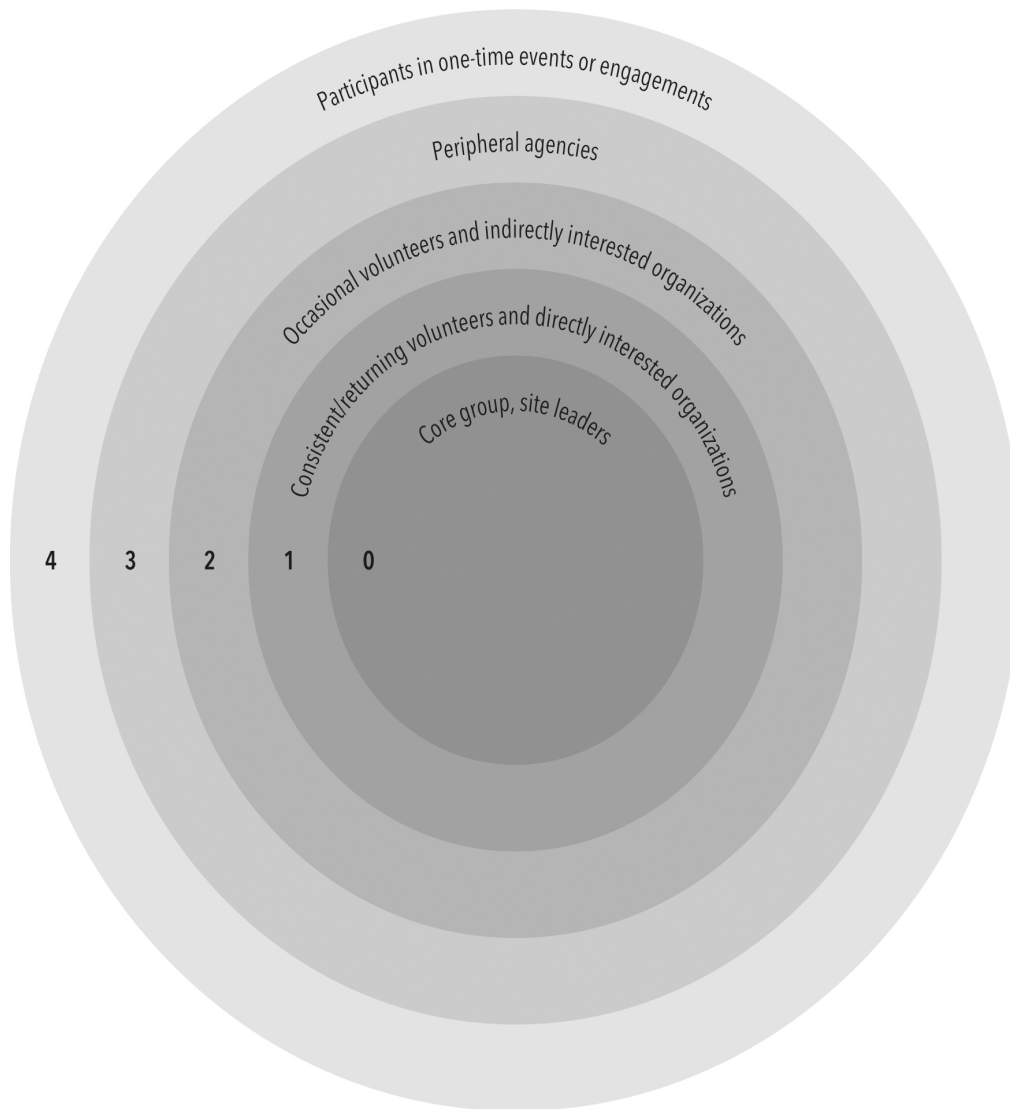 Participants in one-time events or engagements
Peripheral agencies
Occasional volunteers and indirectly interested organizations
Consistent/returning volunteers and directly interested organizations
Core group, site leaders
4 3 2 1 0